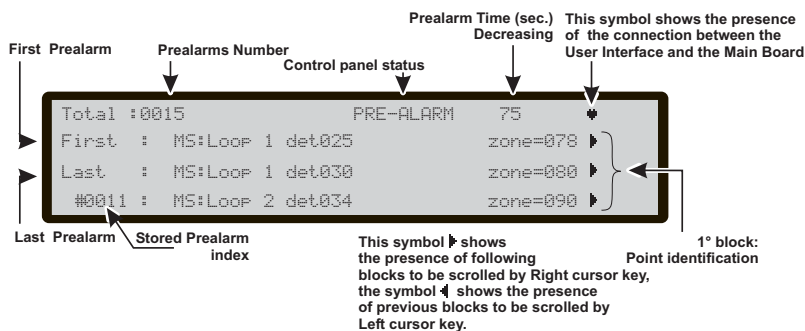 Prealarm Time (sec.)
Decreasing
This symbol shows the presence
of the connection between the
User Interface and the Main Board
First Prealarm
Prealarms Number
Control panel status
Total :0015 PRE-ALARM 75 ♥
First : MS:Loop 1 det025 zone=078
Last : MS:Loop 1 det030 zone=080
#0011 : MS:Loop 2 det034 zone=090
Last Prealarm
Stored Prealarm
index
This symbol shows
the presence of following
blocks to be scrolled by Right cursor key,
the symbol shows the presence
of previous blocks to be scrolled by
Left cursor key.
1° block:
Point identification